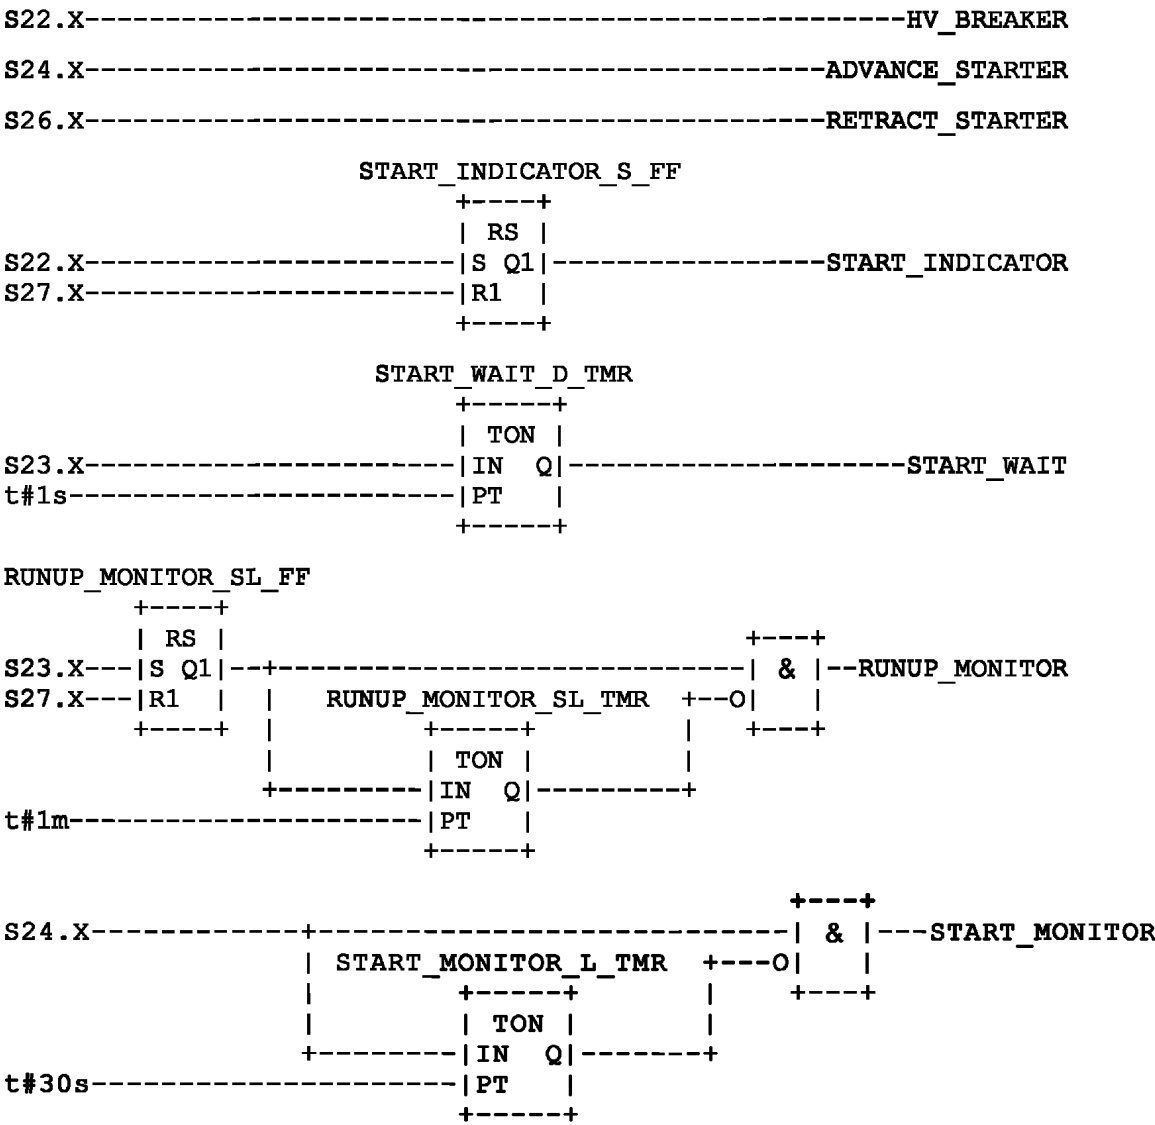 S22.X---------------------------------------------------HV_BREAKER
S24.X----------------------------------------------ADVANCE_STARTER
S26.X----------------------------------------------RETRACT_STARTER
START_INDICATOR_S_FF
+-----+
| RS |
S22.X-----------------------|S Q1|-----------------START_INDICATOR
S27.X-----------------------|R1 |
+----+
START_WAIT_D_TMR
+-----+
| TON |
S23.X-----------------------|IN Q|---------------------START_WAIT
t#1s------------------------|PT |
+-----+
RUNUP_MONITOR_SL_FF
+----+
| RS | +---+
S23.X---|S Q1|--+-----------------------------| & |--RUNUP_MONITOR
S27.X---|R1 | | RUNUP_MONITOR_SL_TMR +--O| |
+----+ | +-----+ | +---+
| | TON | |
+---------|IN Q|---------+
t#1m----------------------|PT |
+-----+
+---+
S24.X-------------+-----------------------------| & |---START_MONITOR
| START_MONITOR_L_TMR +---O| |
| +-----+ | +---+
| | TON | |
+--------|IN Q|-------+
t#30s----------------------|PT |
+-----+